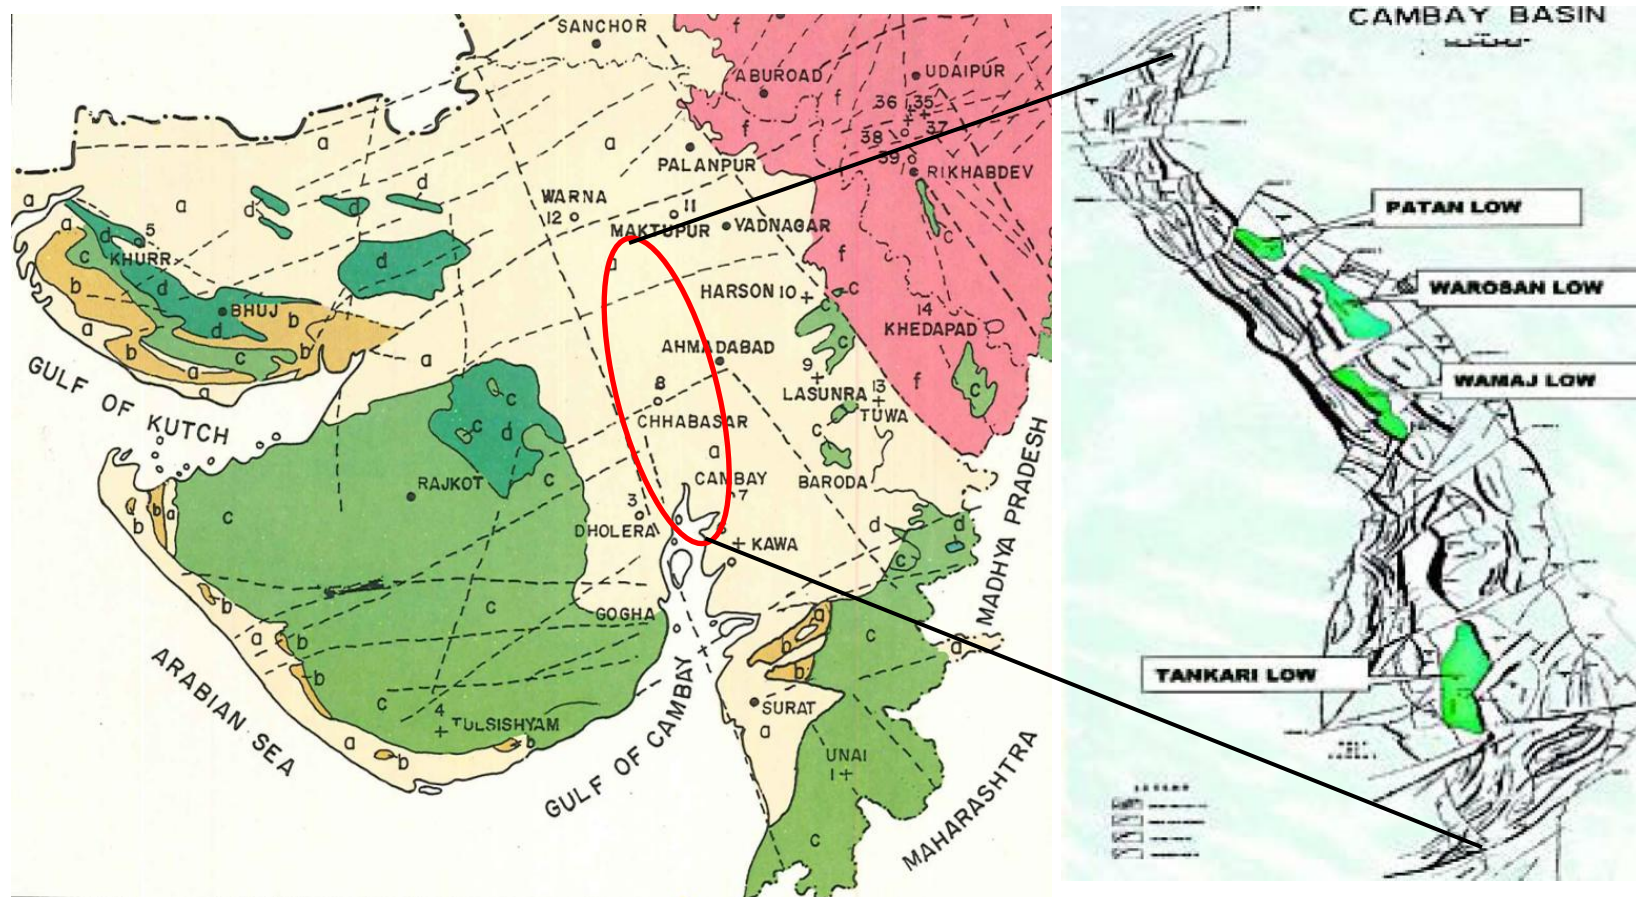 SANCHOR
f
ABUROAD
UDAIPUR
f
36
35
37
38
39
f
a
a
PALANPUR
RIKHABDEV
WARNA
12
11
MAKTUPUR
VADNAGAR
c
a
a
d
d
d
d
a
5
KHURR
c
d
d
b
a
BHUJ
d
b
b
c
b
a
a
a
a
f
HARSON 10
c
14
KHEDAPAD
AHMADABAD
c
9
LASUNRA
13
TUWA
f
c
8
CHHABASAR
c
a
CAMBAY
7
BARODA
3
DHOLERA
KAWA
d
d
c
GULF OF KUTCH
c
c
d
RAJKOT
c
c
b
b
a
c
b
a
b
b
c
4
TULSISHYAM
a
b
b
GOGHA
a
b
b
c
a
SURAT
a
UNAI
1
c
ARABIAN SEA
GULF OF CAMBAY
MADHYA PRADESH
MAHARASHTRA
CAMBAY BASIN
PATAN LOW
WAROSAN LOW
WAMAJ LOW
TANKARI LOW